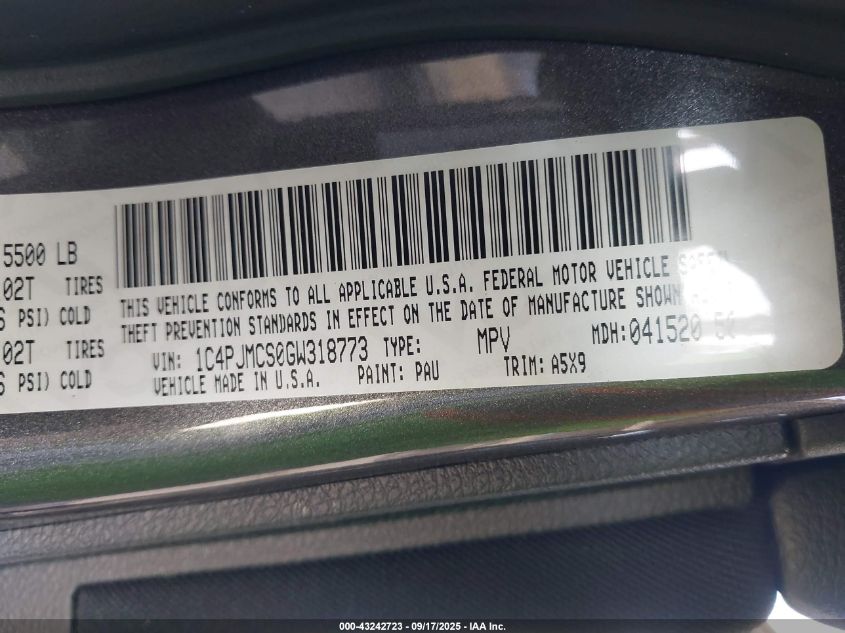 5500 LB
02T TIRES
PSI) COLD
02T TIRES
PSI) COLD
THIS VEHICLE CONFORMS TO ALL APPLICABLE U.S.A. FEDERAL MOTOR VEHICLE
THEFT PREVENTION STANDARDS IN EFFECT ON THE DATE OF MANUFACTURE SHOWN
VIN: 1C4PJMCS0GW318773 TYPE: MPV MDH: 041520
VEHICLE MADE IN U.S.A. PAINT: PAU TRIM: A5X9
000-43242723 - 09/17/2025 - IAA Inc.